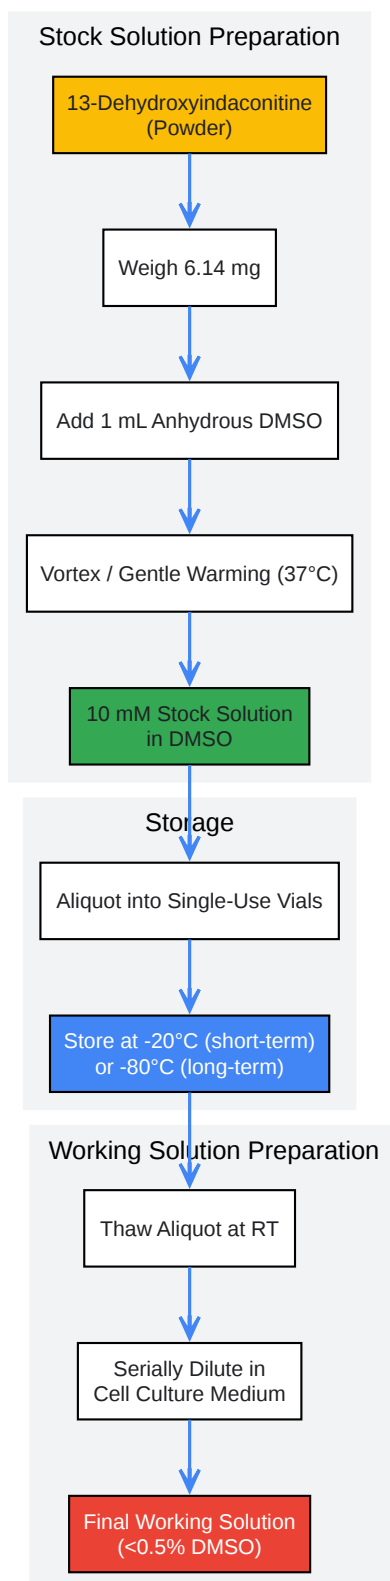 Stock Solution Preparation
13-Dehydroxyindaconitine
(Powder)
Weigh 6.14 mg
Add 1 mL Anhydrous DMSO
Vortex / Gentle Warming (37°C)
10 mM Stock Solution
in DMSO
Storage
Aliquot into Single-Use Vials
Store at -20°C (short-term)
or -80°C (long-term)
Working Solution Preparation
Thaw Aliquot at RT
Serially Dilute in
Cell Culture Medium
Final Working Solution
(<0.5% DMSO)